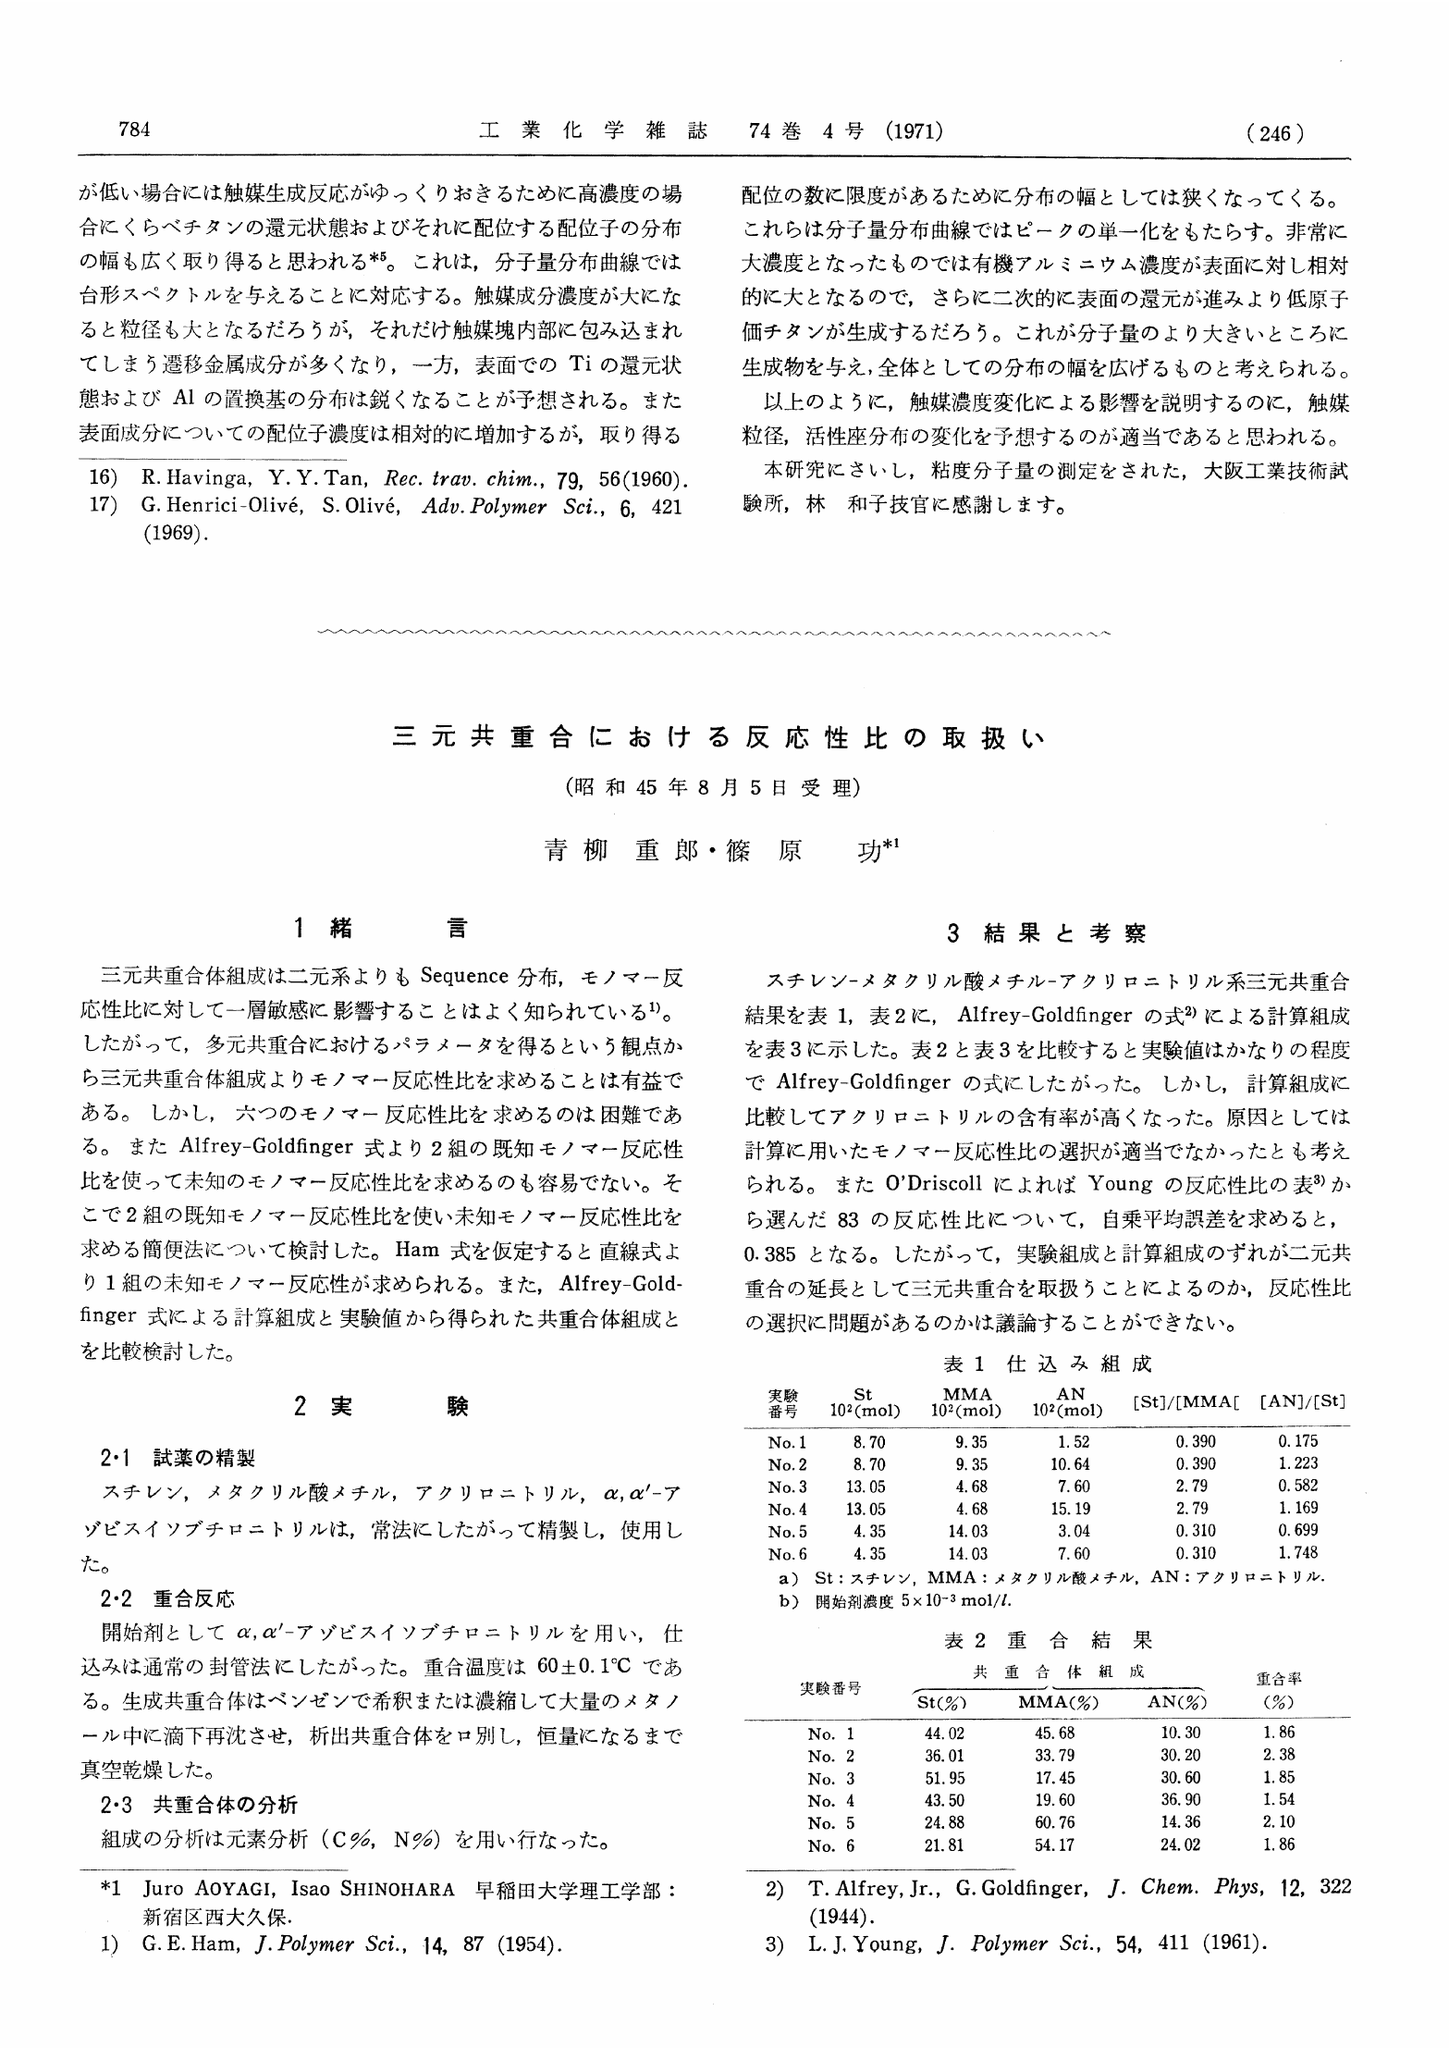 784
工業化学雑誌 74巻 4号 (1971)
(246)
が低い場合には触媒生成反応がゆっくりおきるために高濃度の場
合にくらべチタンの還元状態およびそれに配位する配位子の分布
の幅も広く取り得ると思われる*5。これは，分子量分布曲線では
台形スペクトルを与えることに対応する。触媒成分濃度が大にな
ると粒径も大となるだろうが，それだけ触媒塊内部に包み込まれ
てしまう遷移金属成分が多くなり，一方，表面での Ti の還元状
態および Al の置換基の分布は鋭くなることが予想される。また
表面成分についての配位子濃度は相対的に増加するが，取り得る
16) R. Havinga, Y. Y. Tan, Rec. trav. chim., 79, 56(1960).
17) G. Henrici-Olivé, S. Olivé, Adv. Polymer Sci., 6, 421
(1969).
配位の数に限度があるために分布の幅としては狭くなってくる。
これらは分子量分布曲線ではピークの単一化をもたらす。非常に
大濃度となったものでは有機アルミニウム濃度が表面に対し相対
的に大となるので，さらに二次的に表面の還元が進みより低原子
価チタンが生成するだろう。これが分子量のより大きいところに
生成物を与え，全体としての分布の幅を広げるものと考えられる。
以上のように，触媒濃度変化による影響を説明するのに，触媒
粒径，活性座分布の変化を予想するのが適当であると思われる。
本研究にさいし，粘度分子量の測定をされた，大阪工業技術試
験所，林 和子技官に感謝します。
三元共重合における反応性比の取扱い
(昭和45年8月5日受理)
青柳 重郎・篠原 功*1
1 緒 言
三元共重合体組成は二元系よりも Sequence 分布，モノマー反
応性比に対して一層敏感に影響することはよく知られている1)。
したがって，多元共重合におけるパラメータを得るという観点か
ら三元共重合体組成よりモノマー反応性比を求めることは有益で
ある。しかし，六つのモノマー反応性比を求めるのは困難であ
る。また Alfrey-Goldfinger 式より2組の既知モノマー反応性
比を使って未知のモノマー反応性比を求めるのも容易でない。そ
こで2組の既知モノマー反応性比を使い未知モノマー反応性比を
求める簡便法について検討した。Ham 式を仮定すると直線式よ
り1組の未知モノマー反応性が求められる。また，Alfrey-Gold-
finger 式による計算組成と実験値から得られた共重合体組成と
を比較検討した。
2 実 験
2・1 試薬の精製
スチレン，メタクリル酸メチル，アクリロニトリル，α,α′-ア
ゾビスイソブチロニトリルは，常法にしたがって精製し，使用し
た。
2・2 重合反応
開始剤として α,α′-アゾビスイソブチロニトリルを用い，仕
込みは通常の封管法にしたがった。重合温度は 60±0.1℃ であ
る。生成共重合体はベンゼンで希釈または濃縮して大量のメタノ
ール中に滴下再沈させ，析出共重合体をロ別し，恒量になるまで
真空乾燥した。
2・3 共重合体の分析
組成の分析は元素分析（C%，N%）を用い行なった。
*1 Juro AOYAGI, Isao SHINOHARA 早稲田大学理工学部：
新宿区西大久保.
1) G. E. Ham, J. Polymer Sci., 14, 87 (1954).
3 結果と考察
スチレン-メタクリル酸メチル-アクリロニトリル系三元共重合
結果を表 1，表2に，Alfrey-Goldfinger の式2)による計算組成
を表3に示した。表2と表3を比較すると実験値はかなりの程度
で Alfrey-Goldfinger の式にしたがった。しかし，計算組成に
比較してアクリロニトリルの含有率が高くなった。原因としては
計算に用いたモノマー反応性比の選択が適当でなかったとも考え
られる。また O'Driscoll によれば Young の反応性比の表3)か
ら選んだ 83 の反応性比について，自乗平均誤差を求めると，
0.385 となる。したがって，実験組成と計算組成のずれが二元共
重合の延長として三元共重合を取扱うことによるのか，反応性比
の選択に問題があるのかは議論することができない。
表1 仕込み組成
実験番号 St 10²(mol) MMA 10²(mol) AN 10²(mol) [St]/[MMA[ [AN]/[St]
No.1 8.70 9.35 1.52 0.390 0.175
No.2 8.70 9.35 10.64 0.390 1.223
No.3 13.05 4.68 7.60 2.79 0.582
No.4 13.05 4.68 15.19 2.79 1.169
No.5 4.35 14.03 3.04 0.310 0.699
No.6 4.35 14.03 7.60 0.310 1.748
a) St：スチレン，MMA：メタクリル酸メチル，AN：アクリロニトリル.
b) 開始剤濃度 5×10⁻³ mol/l.
表2 重合結果
実験番号 共重合体組成 重合率
St(%) MMA(%) AN(%) (%)
No. 1 44.02 45.68 10.30 1.86
No. 2 36.01 33.79 30.20 2.38
No. 3 51.95 17.45 30.60 1.85
No. 4 43.50 19.60 36.90 1.54
No. 5 24.88 60.76 14.36 2.10
No. 6 21.81 54.17 24.02 1.86
2) T. Alfrey, Jr., G. Goldfinger, J. Chem. Phys, 12, 322
(1944).
3) L. J. Young, J. Polymer Sci., 54, 411 (1961).